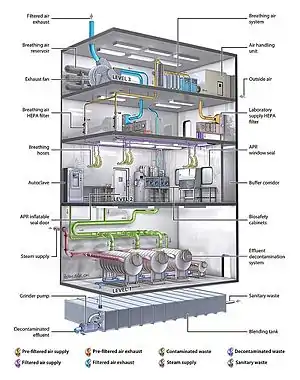 Filtered air
exhaust
Breathing air
system
Breathing air
reservoir
Air handling
unit
LEVEL 3
Exhaust fan
Outside air
Breathing air
HEPA filter
Laboratory
supply HEPA
filter
Breathing
hoses
APR
window seal
Autoclave
Buffer corridor
LEVEL 2
APR inflatable
seal door
Biosafety
cabinets
Steam supply
Effluent
decontamination
system
LEVEL 1
Grinder pump
Sanitary waste
Decontaminated
effluent
Blending tank
Pre-filtered air supply
Pre-filtered air exhaust
Contaminated waste
Decontaminated waste
Filtered air supply
Filtered air exhaust
Steam supply
Sanitary waste